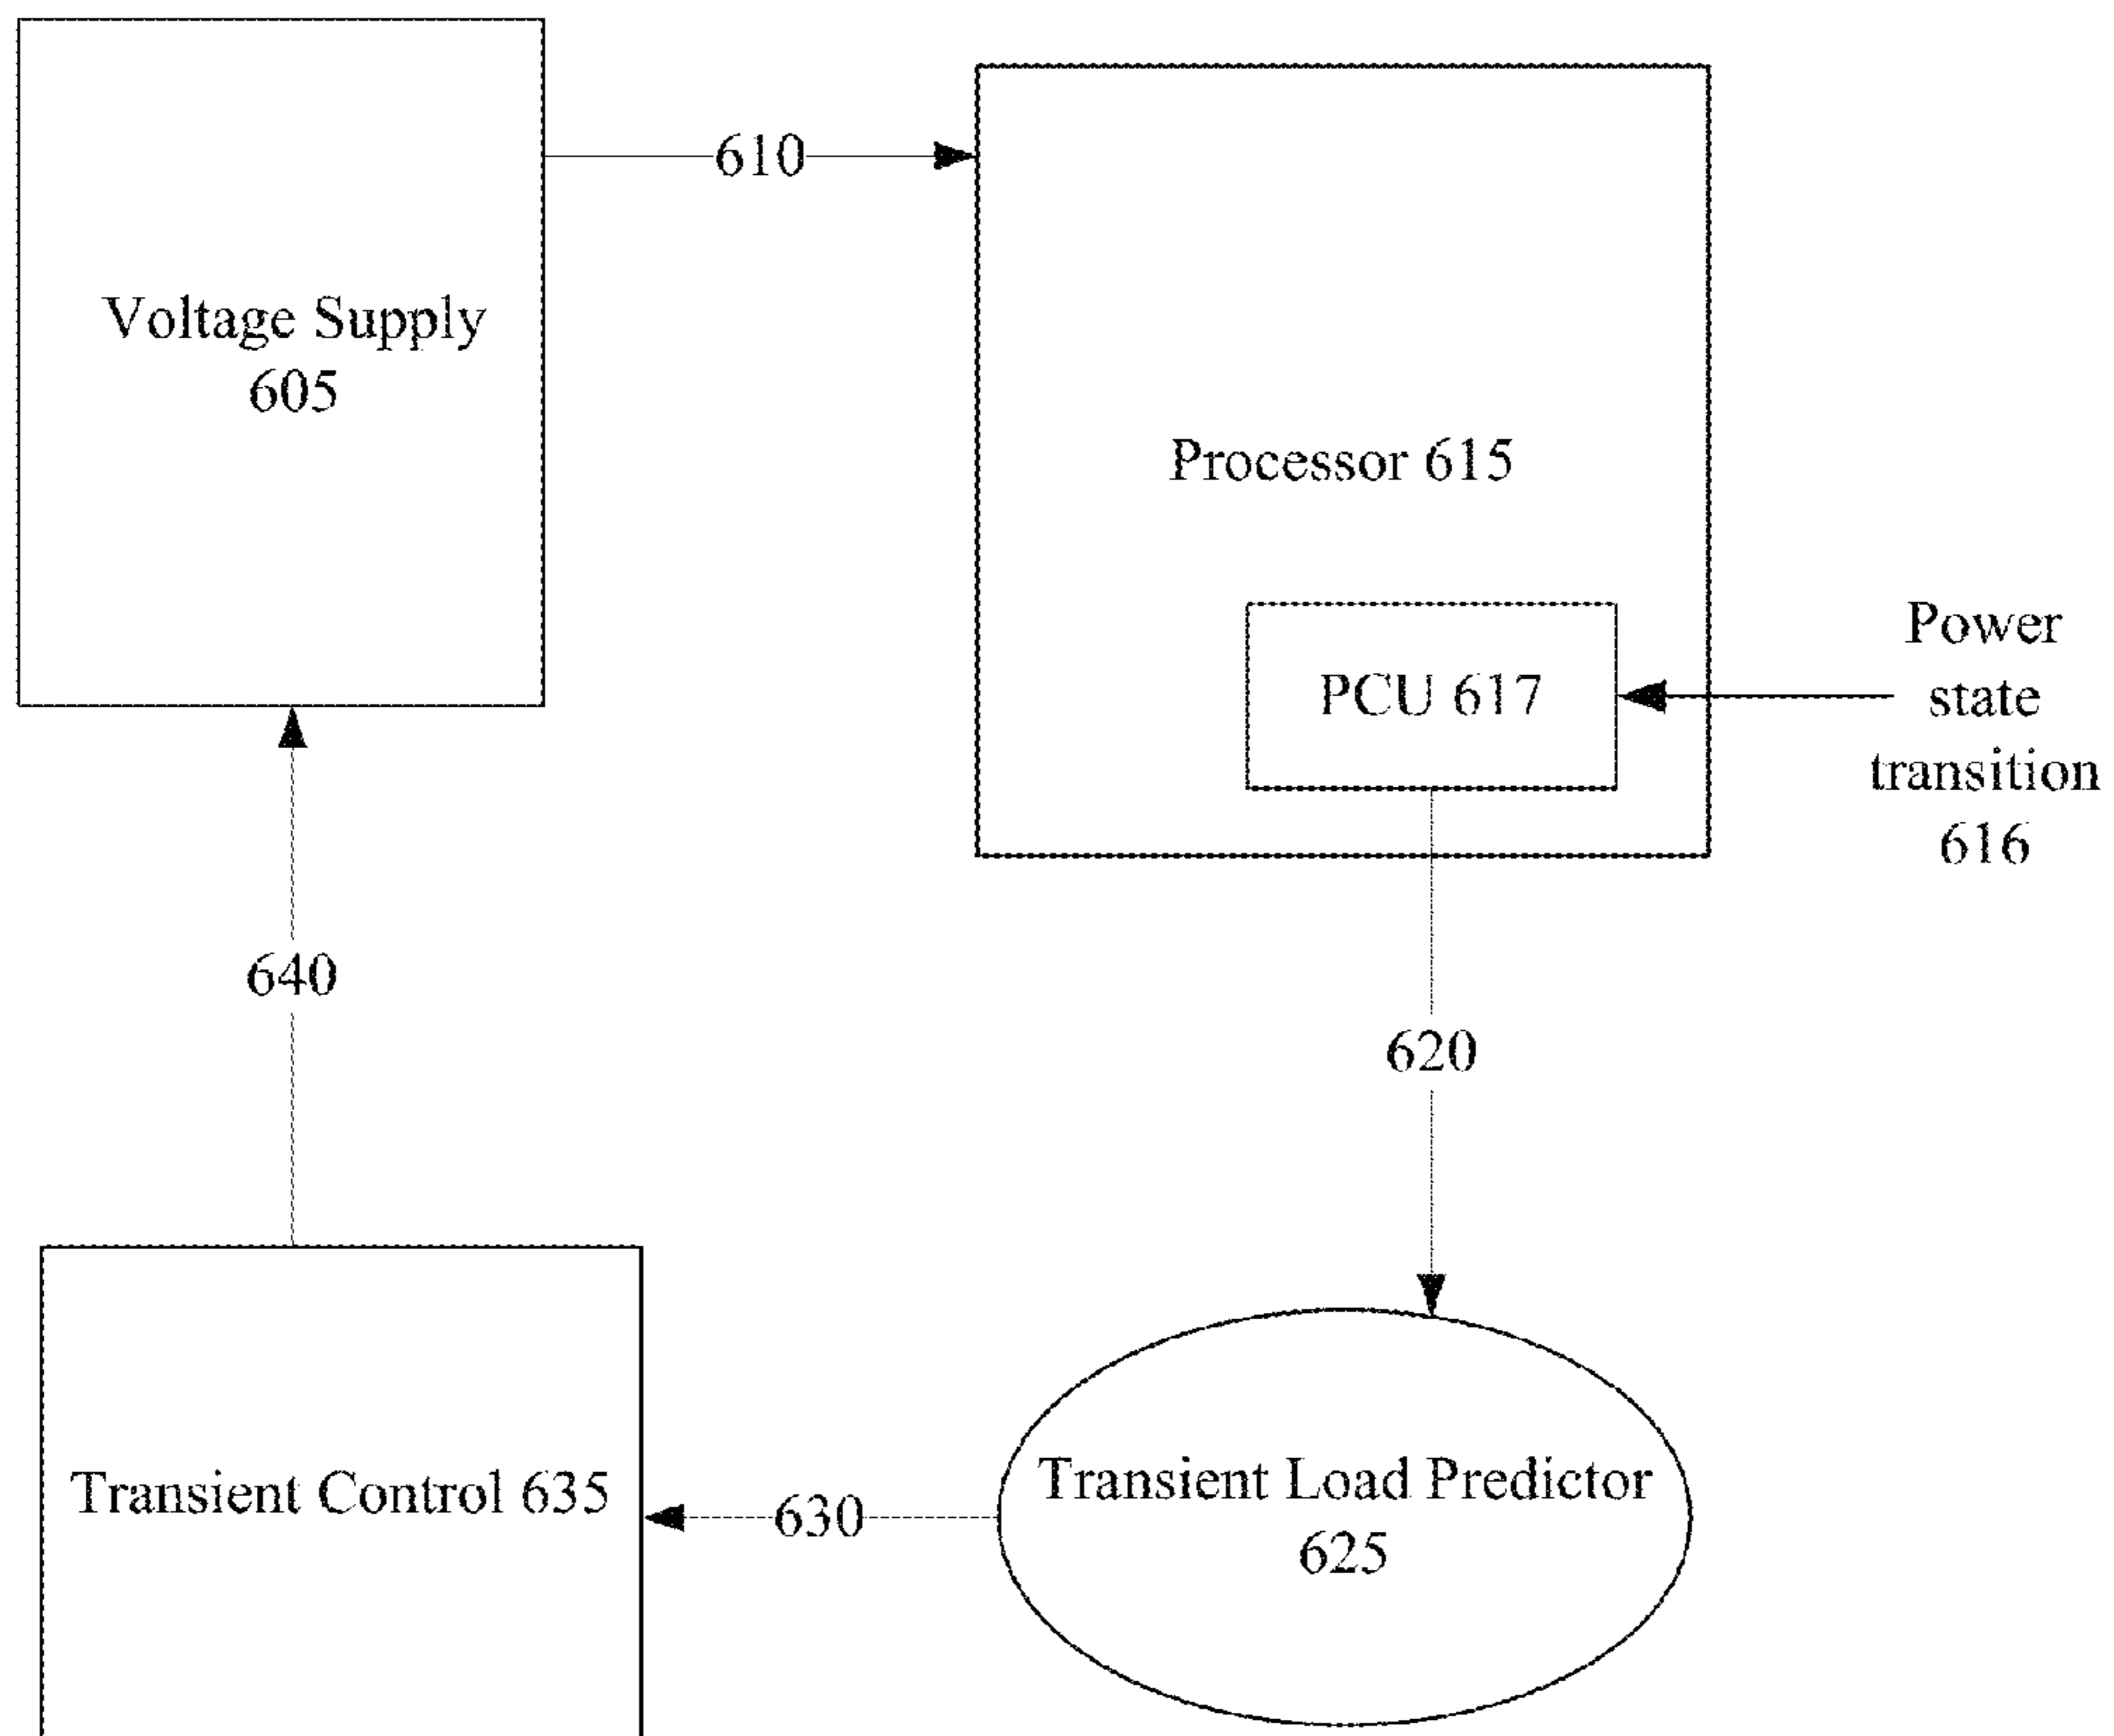 610
Voltage Supply
605
Processor 615
PCU 617
Power
state
transition
616
640
620
Transient Control 635
630
Transient Load Predictor
625